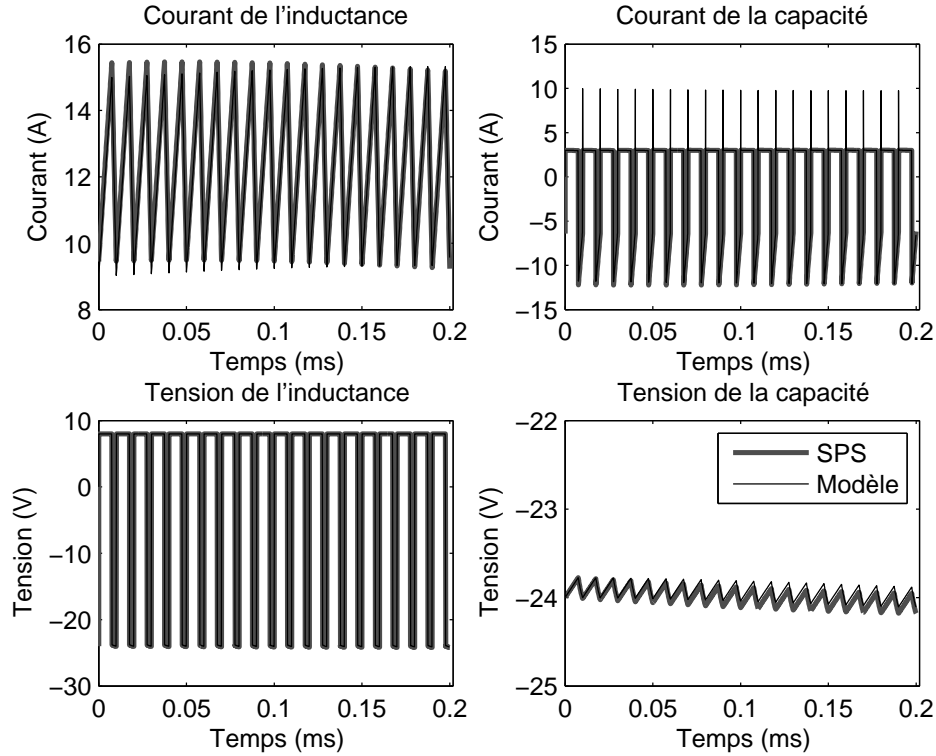 Courant de l'inductance
16
14
12
10
8
Courant (A)
0
0.05
0.1
0.15
0.2
Temps (ms)
Courant de la capacité
15
10
5
0
−5
−10
−15
Courant (A)
0
0.05
0.1
0.15
0.2
Temps (ms)
Tension de l'inductance
10
0
−10
−20
−30
Tension (V)
0
0.05
0.1
0.15
0.2
Temps (ms)
Tension de la capacité
−22
−23
−24
−25
Tension (V)
SPS
Modèle
0
0.05
0.1
0.15
0.2
Temps (ms)